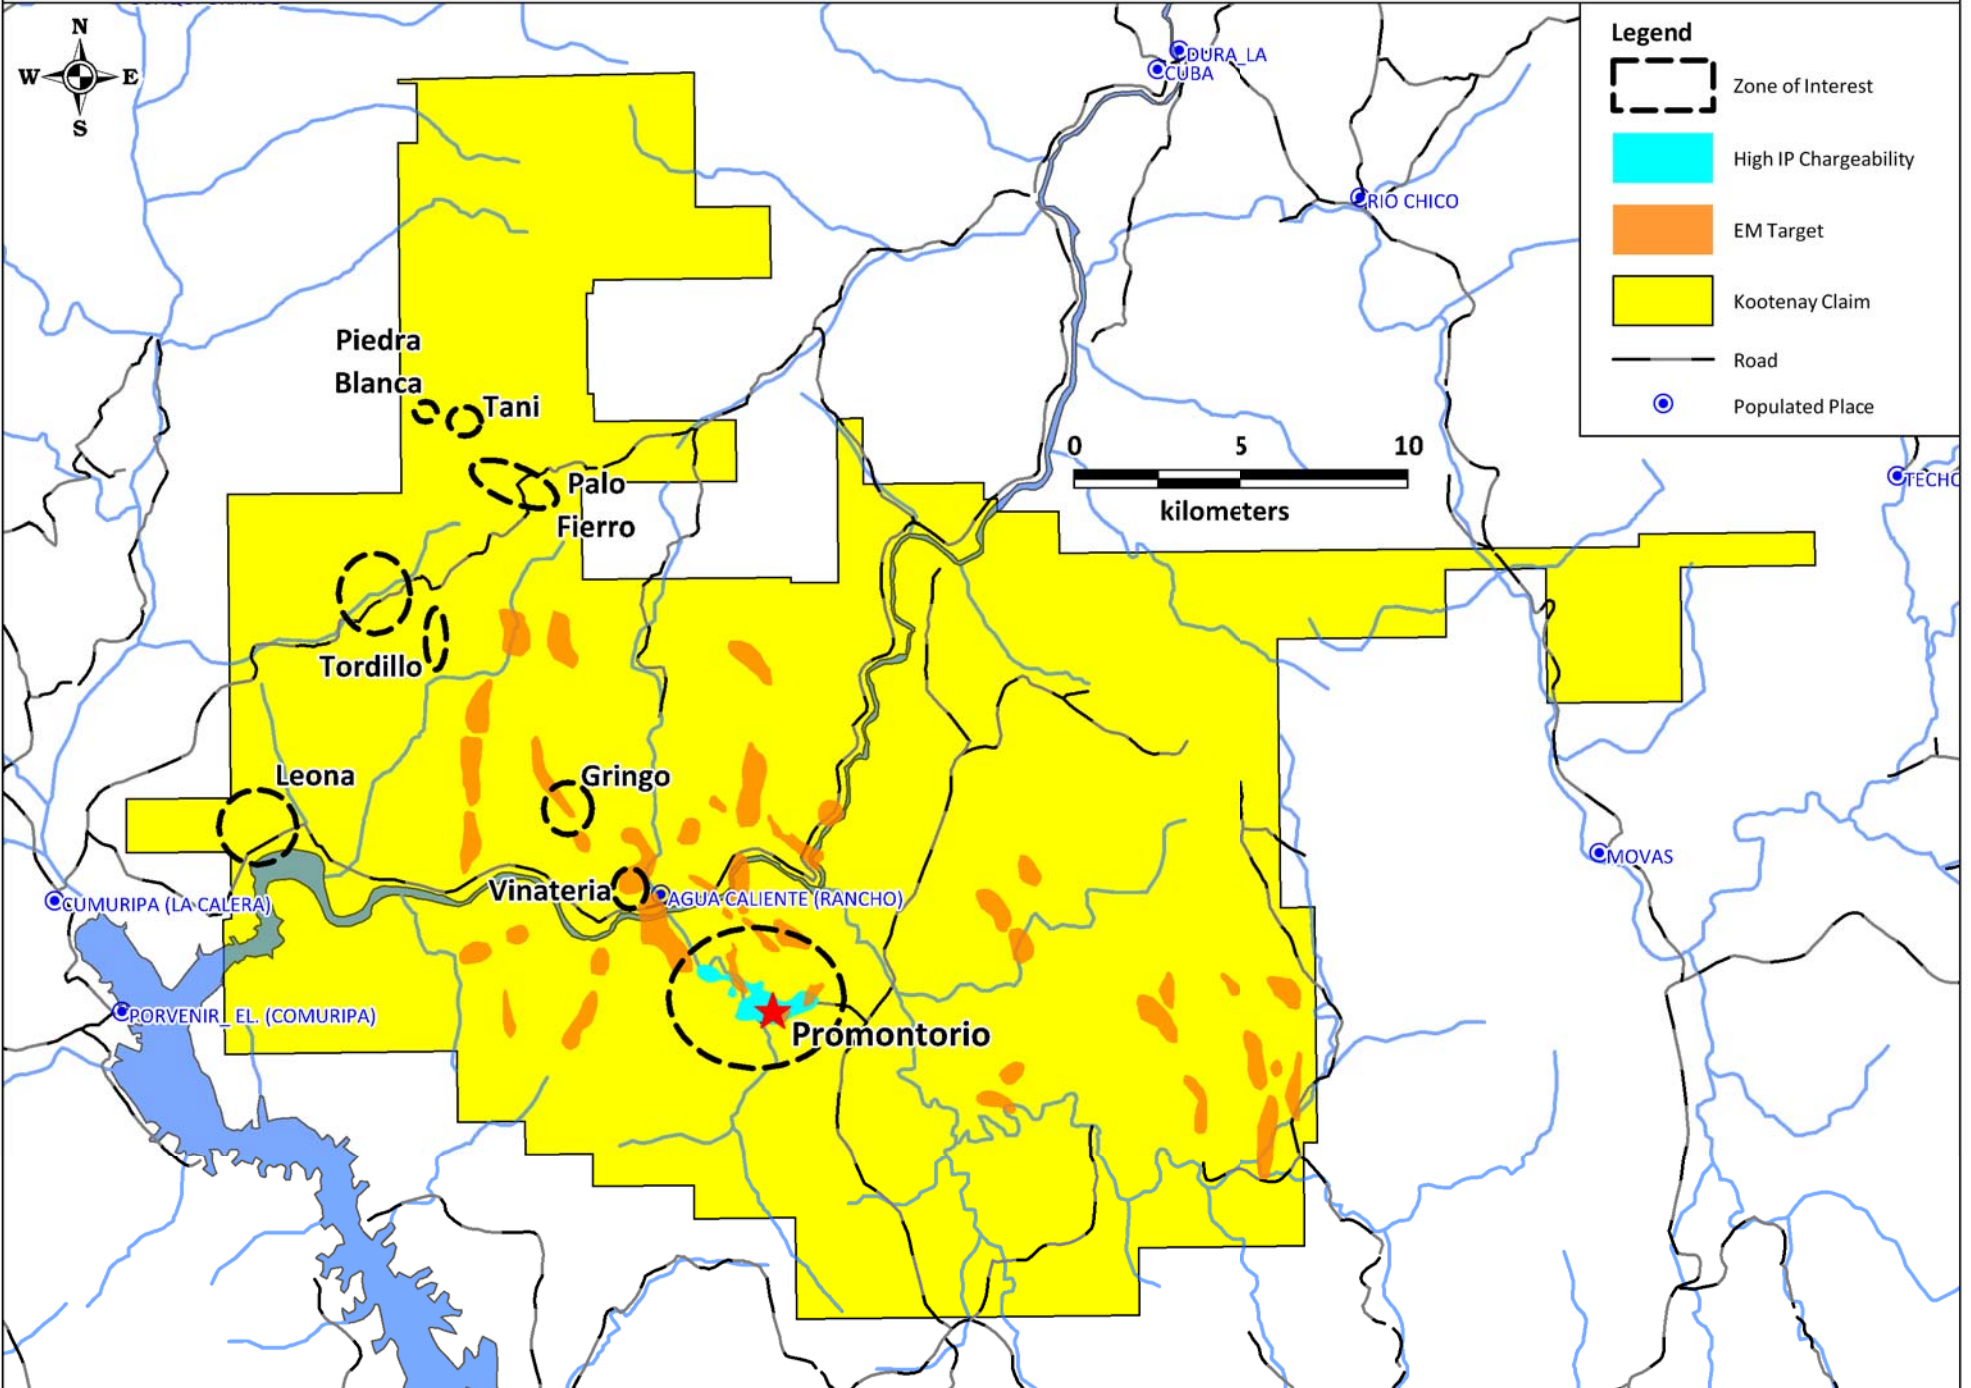 N
W E
S
DURA_LA
CUBA
RIO CHICO
Legend
Zone of Interest
High IP Chargeability
EM Target
Kootenay Claim
Road
Populated Place
Piedra
Blanca
Tani
Palo
Fierro
0 5 10
kilometers
TECHO
Tordillo
Leona
Gringo
Vinateria
AGUA CALIENTE (RANCHO)
MOVAS
CUMURIPA (LA CALERA)
PORVENIR_ EL. (COMURIPA)
Promontorio